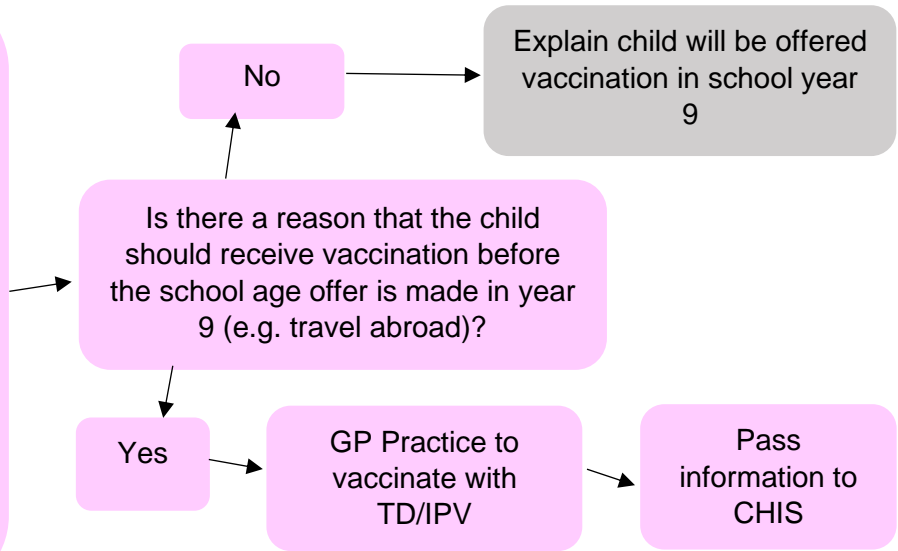 No
Explain child will be offered
vaccination in school year
9
Is there a reason that the child
should receive vaccination before
the school age offer is made in year
9 (e.g. travel abroad)?
Yes
GP Practice to
vaccinate with
TD/IPV
Pass
information to
CHIS